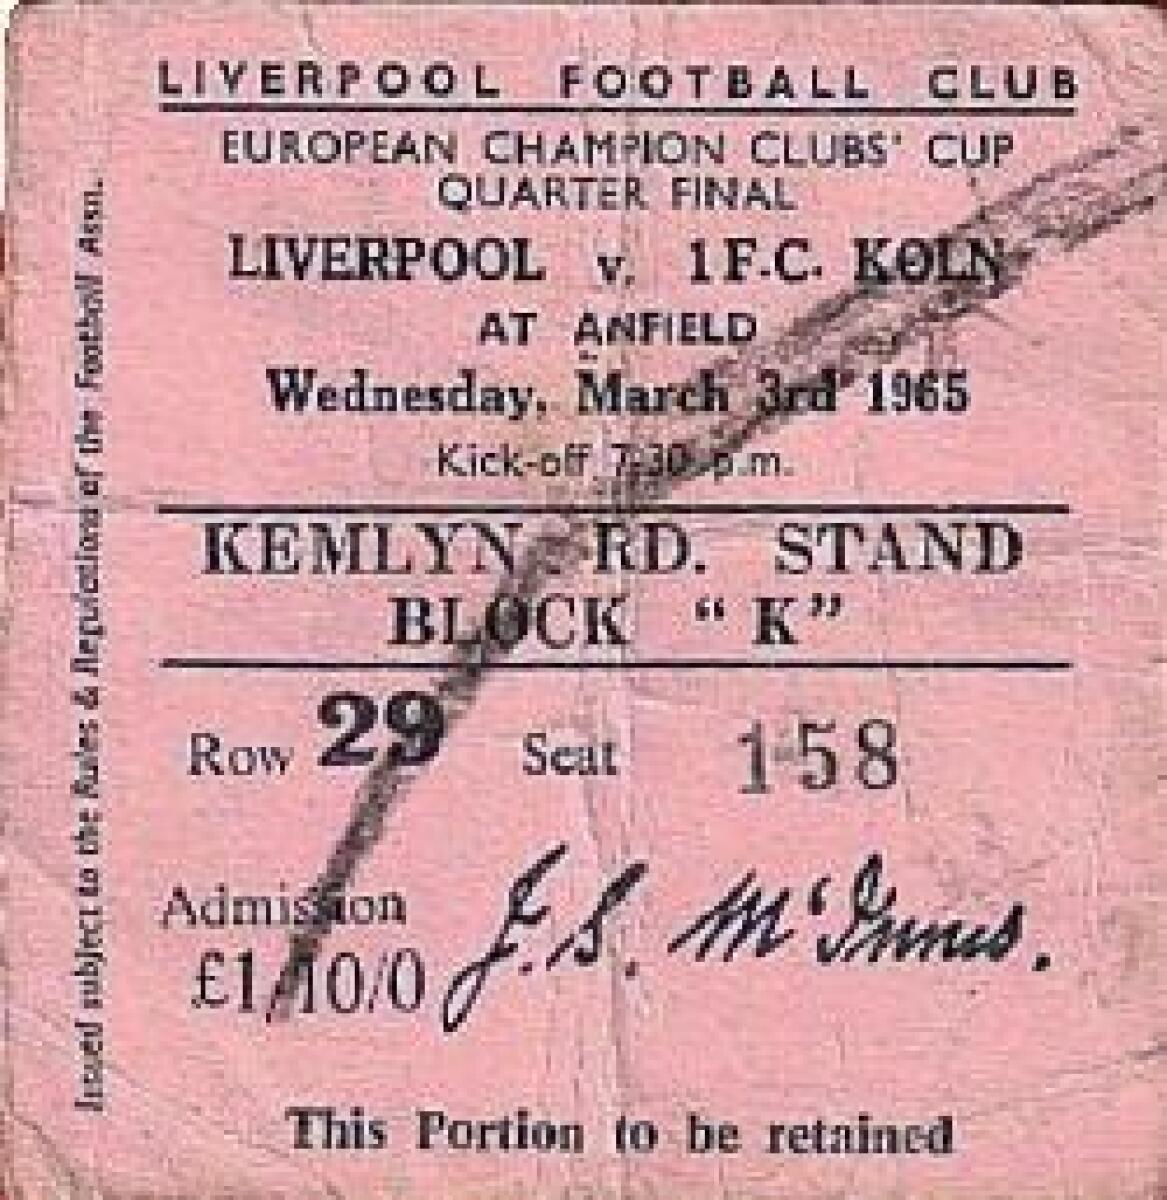 LIVERPOOL FOOTBALL CLUB
EUROPEAN CHAMPION CLUBS' CUP
QUARTER FINAL
LIVERPOOL v. 1 F.C. KOLN
AT ANFIELD
Wednesday, March 3rd 1965
Kick-off 7-30 p.m.
KEMLYN RD. STAND
BLOCK “K”
Row 29 Seat 158
Admission
£1/10/0
J. S. McInnes.
This Portion to be retained
Issued subject to the Rules & Regulations of the Football Assn.